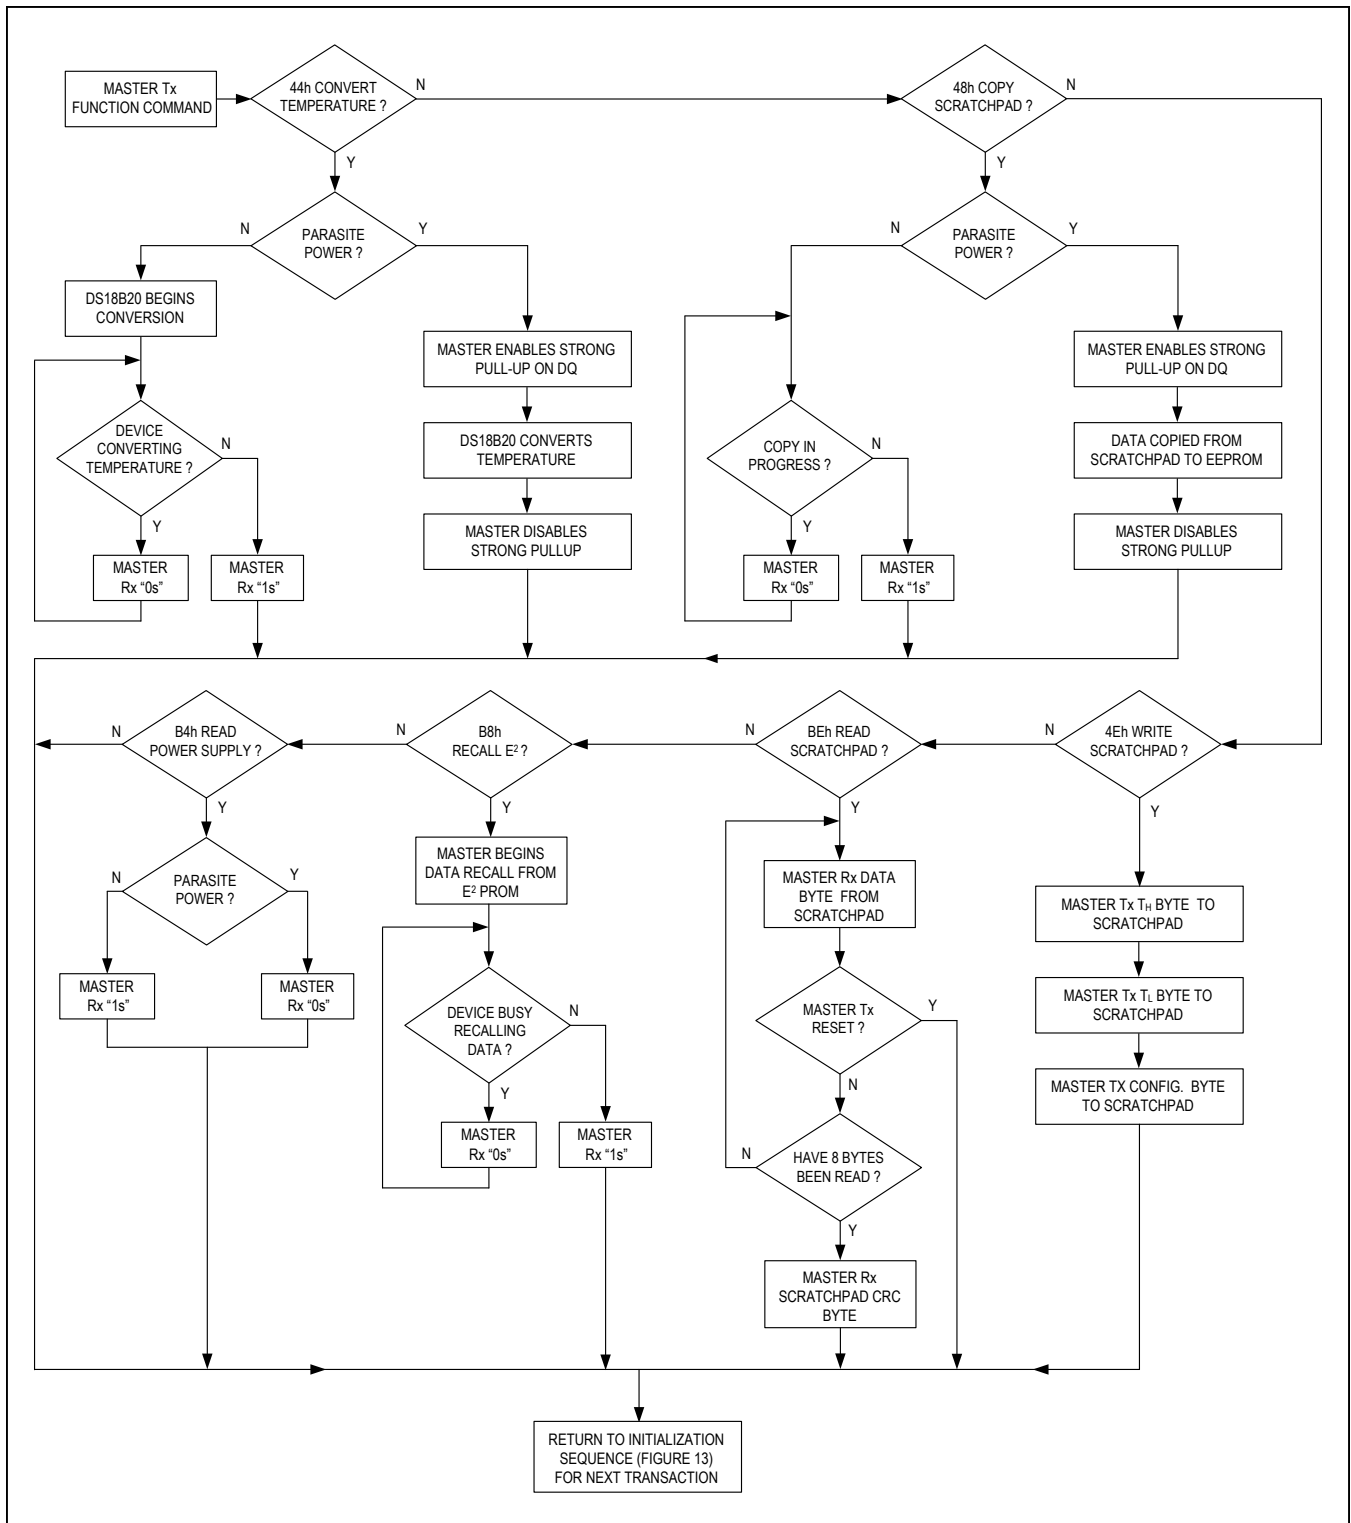 MASTER Tx
FUNCTION COMMAND
44h CONVERT
TEMPERATURE ?
N
48h COPY
SCRATCHPAD ?
N
Y
Y
N
PARASITE
POWER ?
Y
N
PARASITE
POWER ?
Y
DS18B20 BEGINS
CONVERSION
MASTER ENABLES STRONG
PULL-UP ON DQ
MASTER ENABLES STRONG
PULL-UP ON DQ
DEVICE
CONVERTING
TEMPERATURE ?
N
DS18B20 CONVERTS
TEMPERATURE
COPY IN
PROGRESS ?
N
DATA COPIED FROM
SCRATCHPAD TO EEPROM
Y
Y
MASTER DISABLES
STRONG PULLUP
MASTER DISABLES
STRONG PULLUP
MASTER
Rx “0s”
MASTER
Rx “1s”
MASTER
Rx “0s”
MASTER
Rx “1s”
N
B4h READ
POWER SUPPLY ?
N
B8h
RECALL E² ?
N
BEh READ
SCRATCHPAD ?
N
4Eh WRITE
SCRATCHPAD ?
Y
Y
Y
Y
N
PARASITE
POWER ?
Y
MASTER BEGINS
DATA RECALL FROM
E² PROM
MASTER Rx DATA
BYTE FROM
SCRATCHPAD
MASTER Tx T_H BYTE TO
SCRATCHPAD
MASTER
Rx “1s”
MASTER
Rx “0s”
DEVICE BUSY
RECALLING
DATA ?
N
MASTER Tx
RESET ?
Y
MASTER Tx T_L BYTE TO
SCRATCHPAD
Y
N
MASTER TX CONFIG. BYTE
TO SCRATCHPAD
MASTER
Rx “0s”
MASTER
Rx “1s”
N
HAVE 8 BYTES
BEEN READ ?
Y
MASTER Rx
SCRATCHPAD CRC
BYTE
RETURN TO INITIALIZATION
SEQUENCE (FIGURE 13)
FOR NEXT TRANSACTION